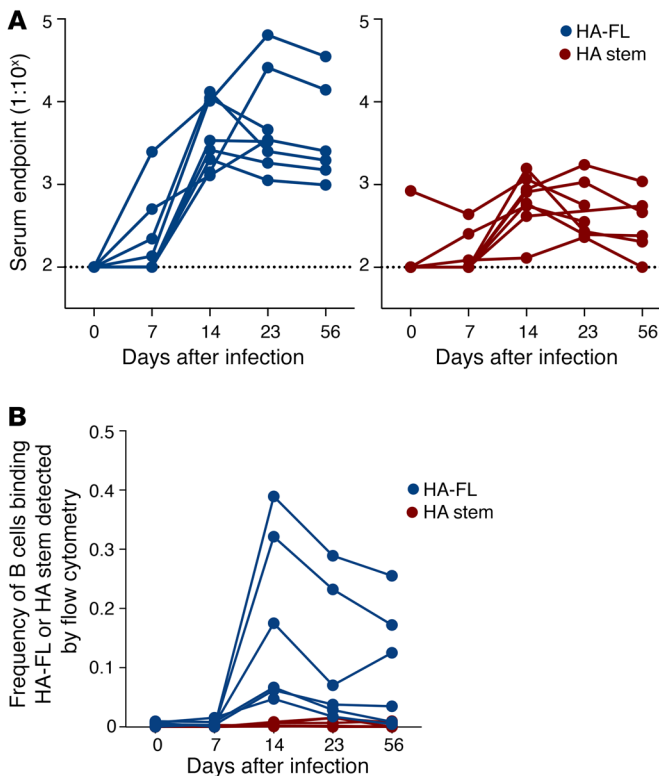 A
Serum endpoint (1:10ˣ)
5
4
3
2
0 7 14 23 56
Days after infection
5
4
3
2
0 7 14 23 56
Days after infection
HA-FL
HA stem
B
Frequency of B cells binding
HA-FL or HA stem detected
by flow cytometry
0.5
0.4
0.3
0.2
0.1
0
0 7 14 23 56
Days after infection
HA-FL
HA stem